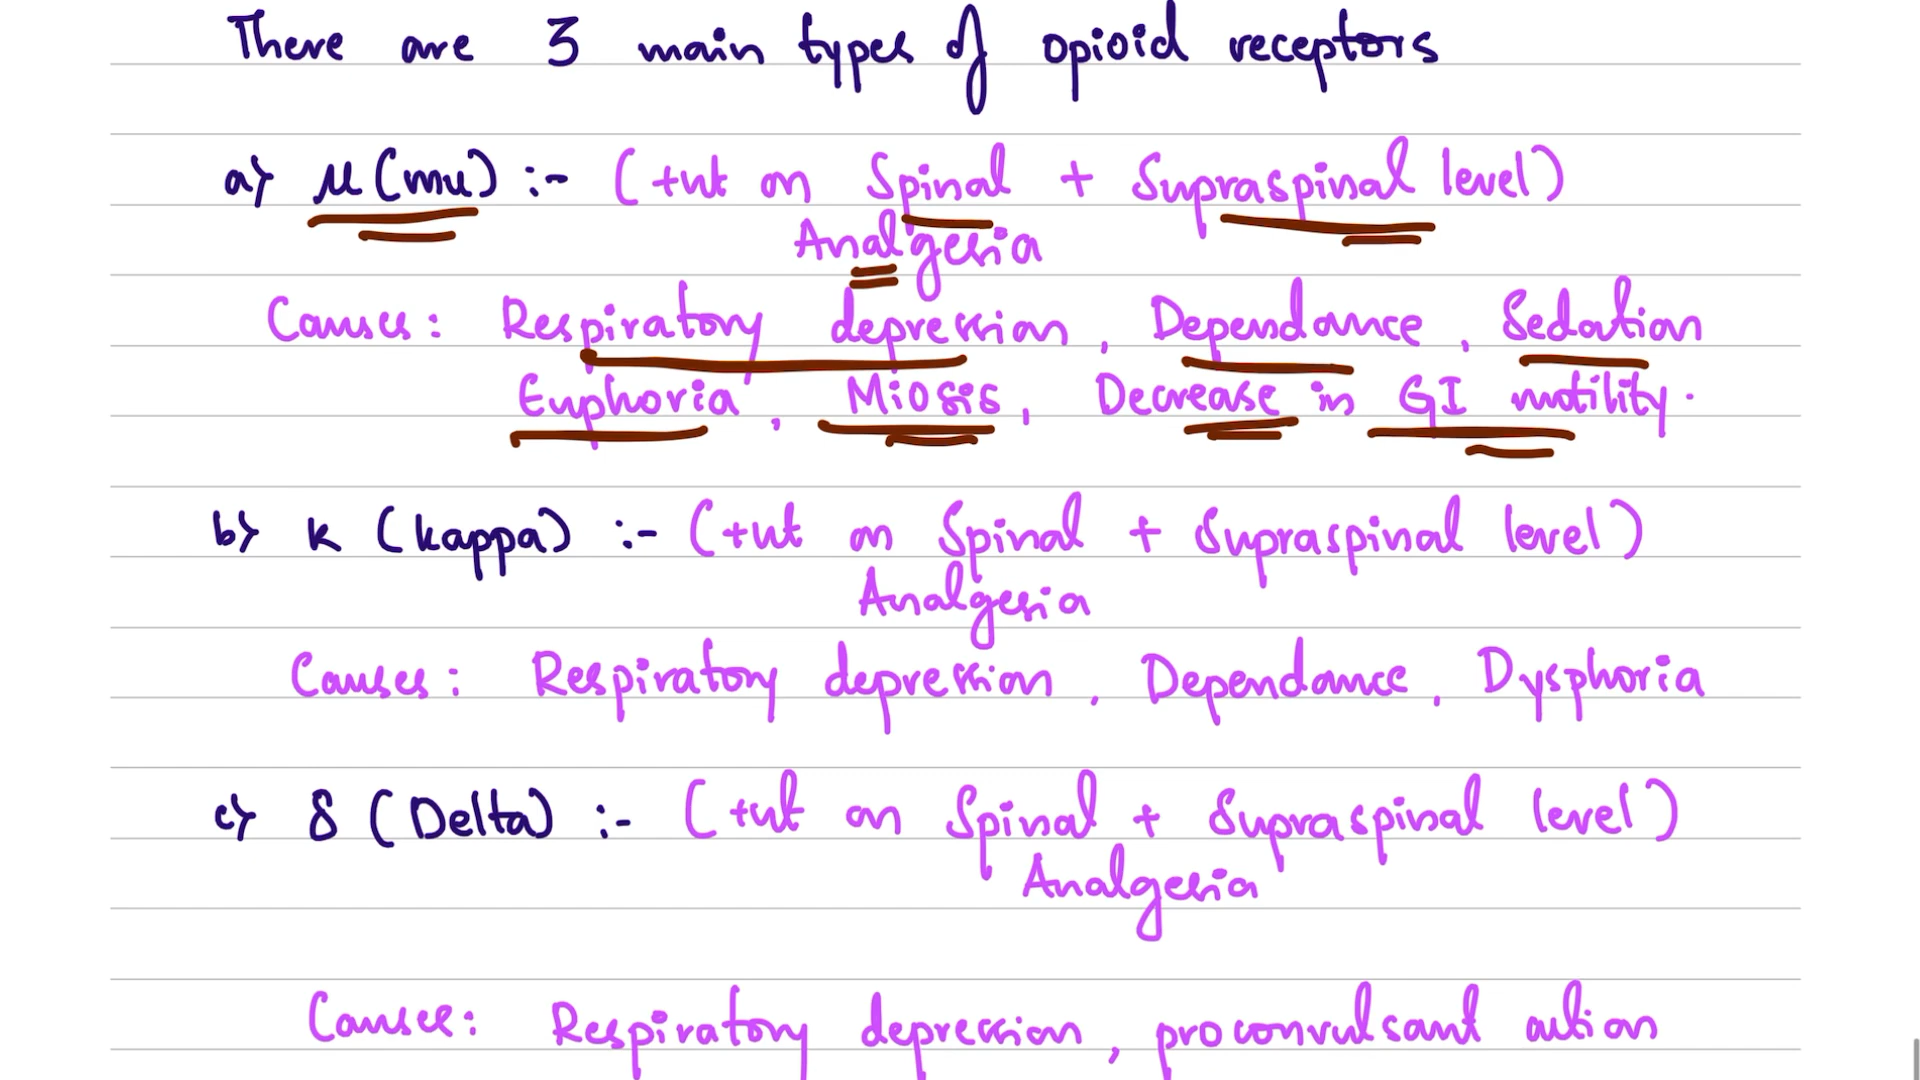 There are 3 main types of opioid receptors
a) μ (mu) :- (+nt on Spinal + Supraspinal level)
Analgesia
Causes: Respiratory depression, Dependance, Sedation
Euphoria, Miosis, Decrease in GI motility.
b) κ (kappa) :- (+nt on Spinal + Supraspinal level)
Analgesia
Causes: Respiratory depression, Dependance, Dysphoria
c) δ (Delta) :- (+nt on Spinal + Supraspinal level)
Analgesia
Causes: Respiratory depression, proconvulsant action